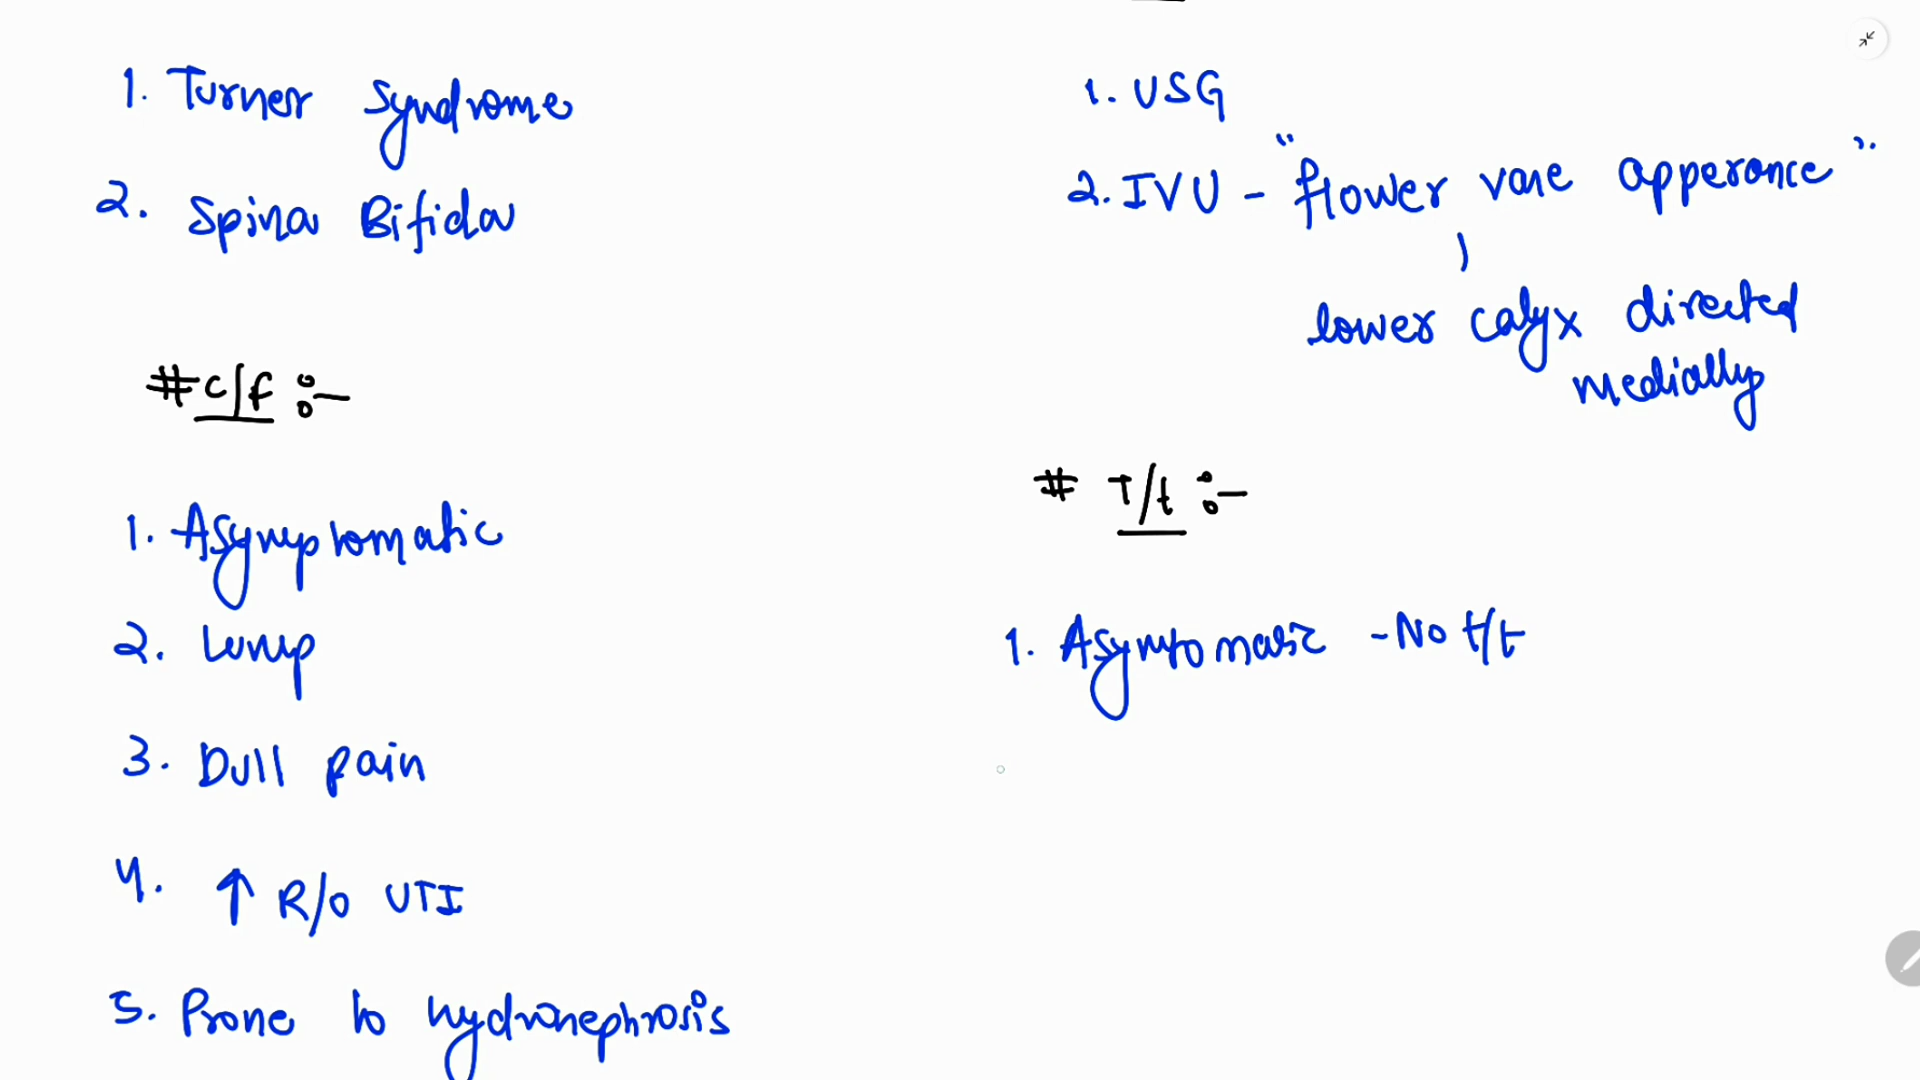 1. Turner Syndrome
2. Spina Bifida
# c/f :-
1. Asymptomatic
2. Lump
3. Dull pain
4. ↑ R/o UTI
5. Prone to hydronephrosis
1. USG
2. IVU - "flower vase apperance".
lower calyx directed
medially
# T/t :-
1. Asymtomatic - No t/t